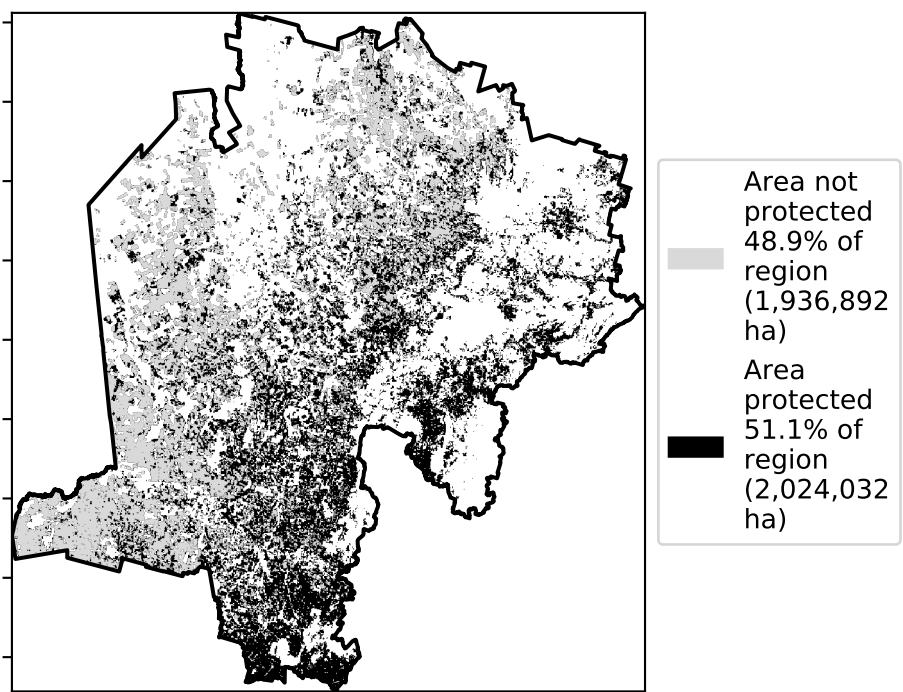 Area not
protected
48.9% of
region
(1,936,892
ha)
Area
protected
51.1% of
region
(2,024,032
ha)